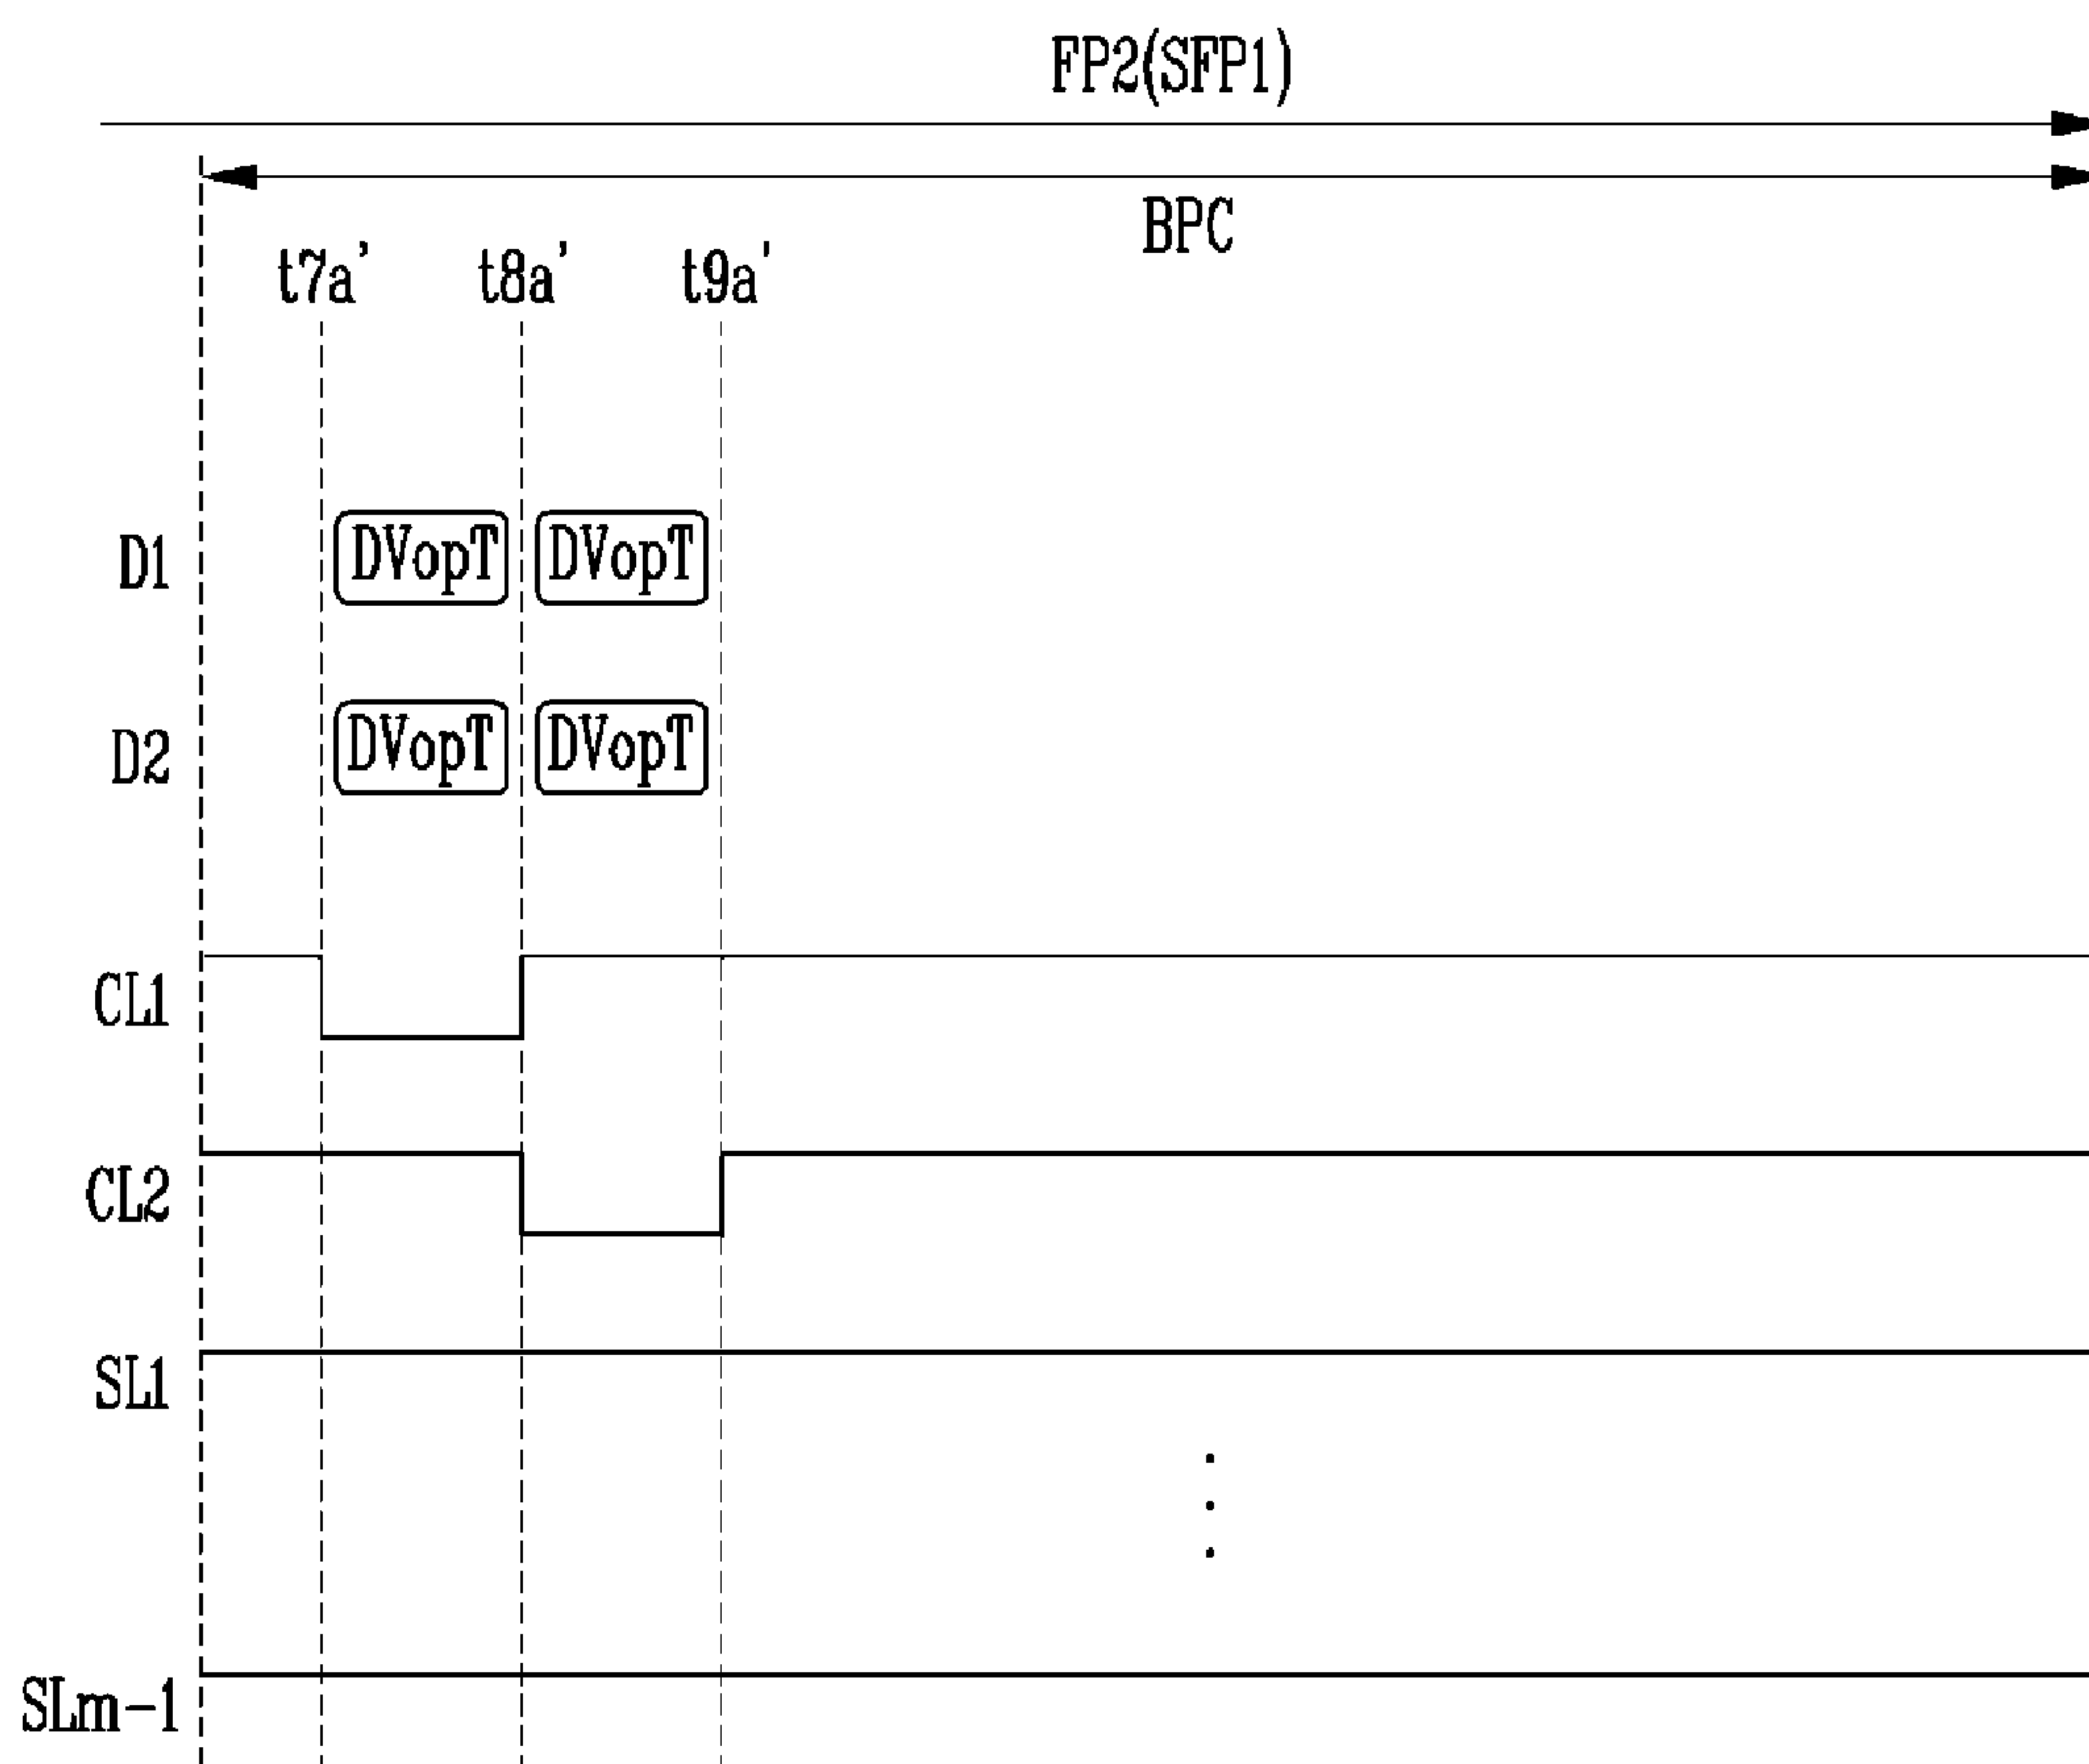 FP2(SFP1)
BPC
t7a' t8a' t9a'
D1 DVopT DVopT
D2 DVopT DVopT
CL1
CL2
SL1
SLm-1